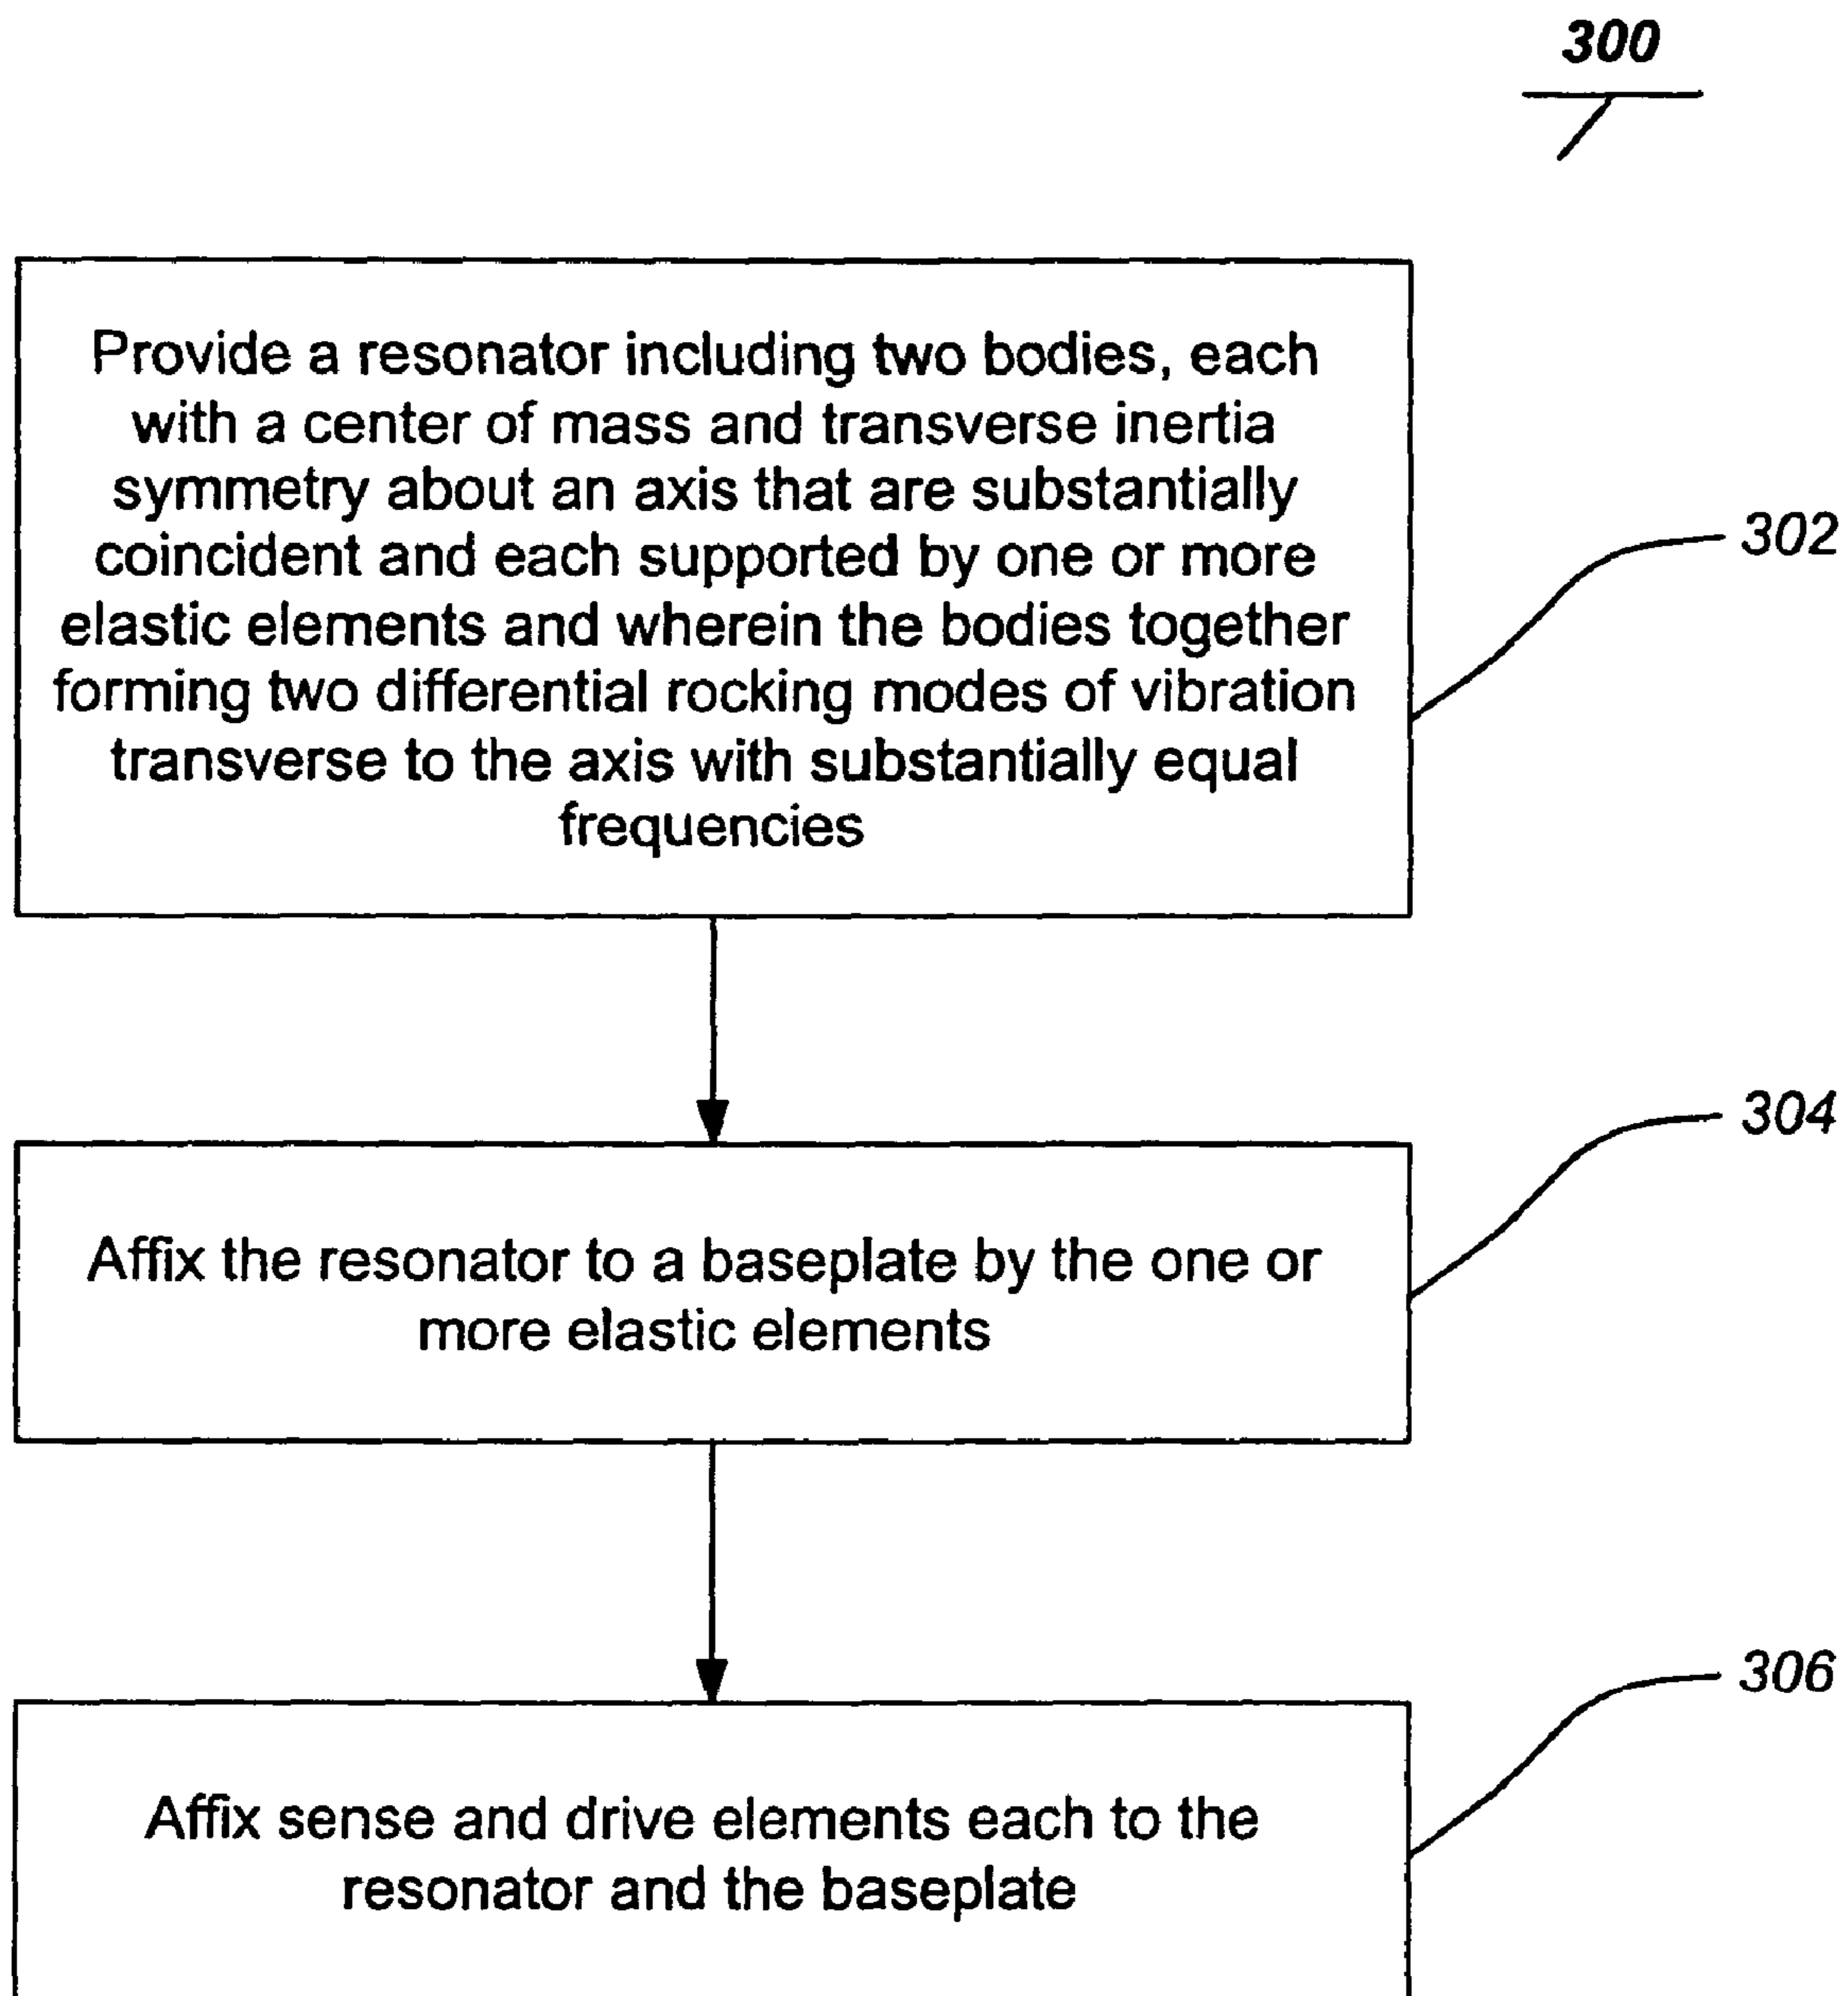 300
Provide a resonator including two bodies, each
with a center of mass and transverse inertia
symmetry about an axis that are substantially
coincident and each supported by one or more
elastic elements and wherein the bodies together
forming two differential rocking modes of vibration
transverse to the axis with substantially equal
frequencies
302
Affix the resonator to a baseplate by the one or
more elastic elements
304
Affix sense and drive elements each to the
resonator and the baseplate
306